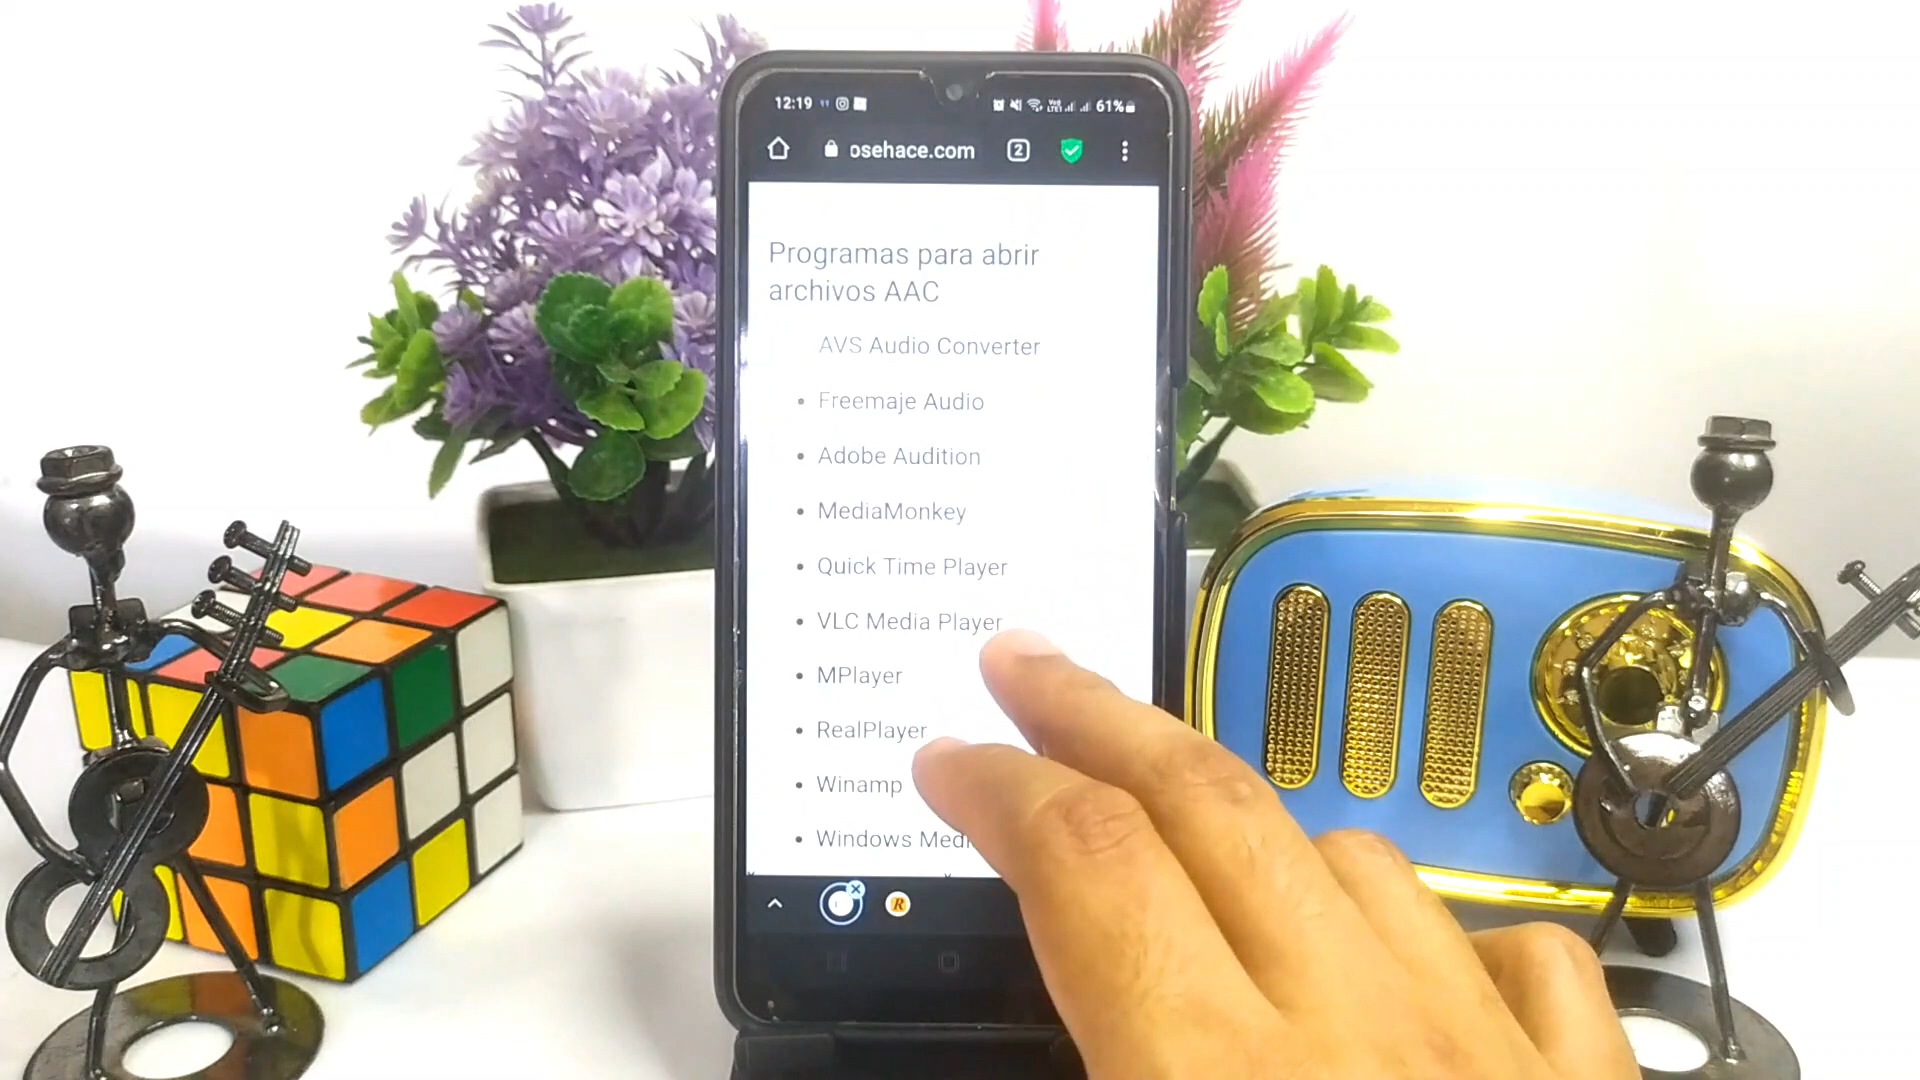 12:19
61%
osehace.com
2
Programas para abrir
archivos AAC
AVS Audio Converter
• Freemaje Audio
• Adobe Audition
• MediaMonkey
• Quick Time Player
• VLC Media Player
• MPlayer
• RealPlayer
• Winamp
• Windows Medi
R